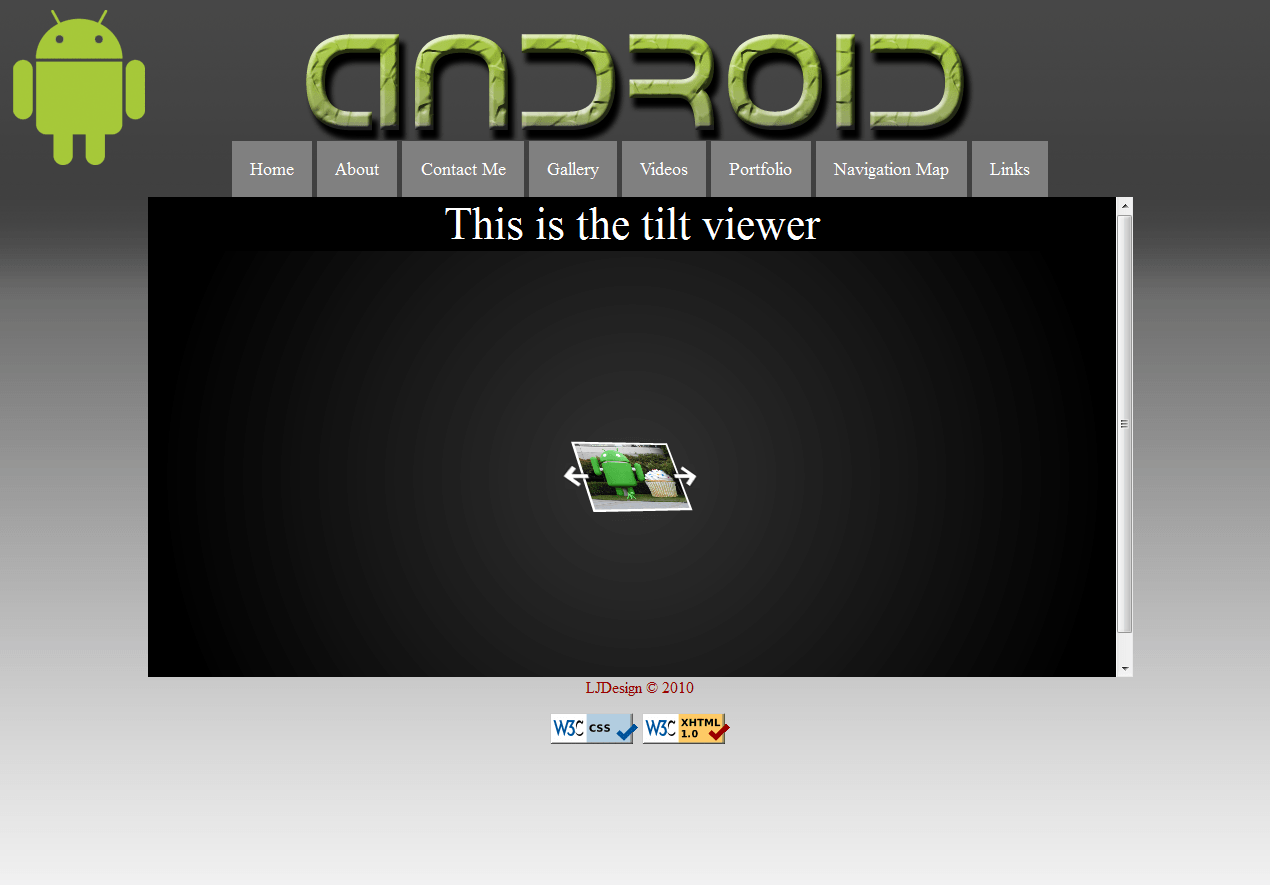 ANDROID
Home About Contact Me Gallery Videos Portfolio Navigation Map Links
This is the tilt viewer
LJDesign © 2010
W3C CSS W3C XHTML 1.0